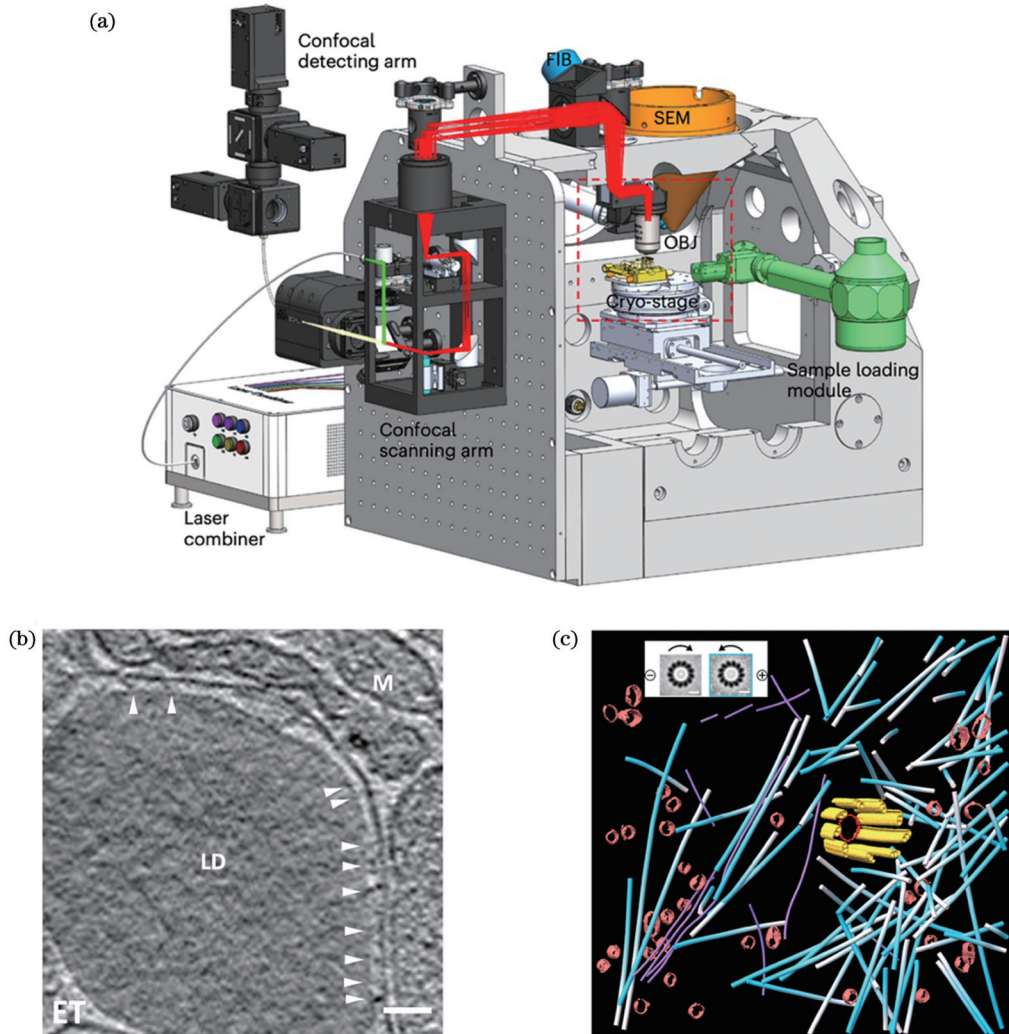 (a)
Confocal
detecting arm
FIB
SEM
OBJ
Cryo-stage
Sample loading
module
Confocal
scanning arm
Laser
combiner
(b)
M
LD
ET
(c)
⊖
⊕